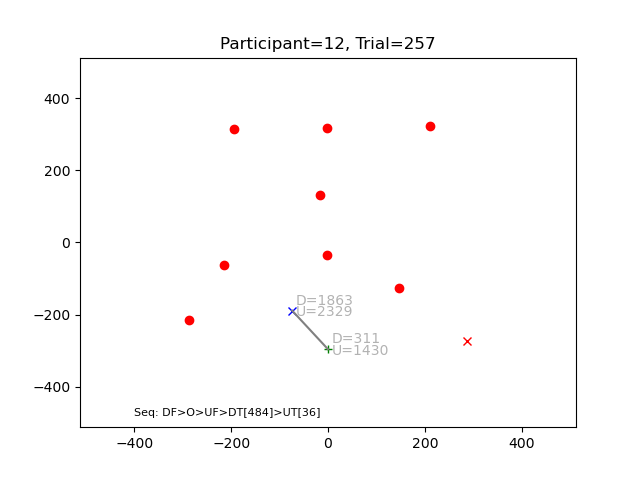 Participant=12, Trial=257
400
200
0
−200
−400
D=1863
U=2329
D=311
U=1430
Seq: DF>O>UF>DT[484]>UT[36]
−400
−200
0
200
400